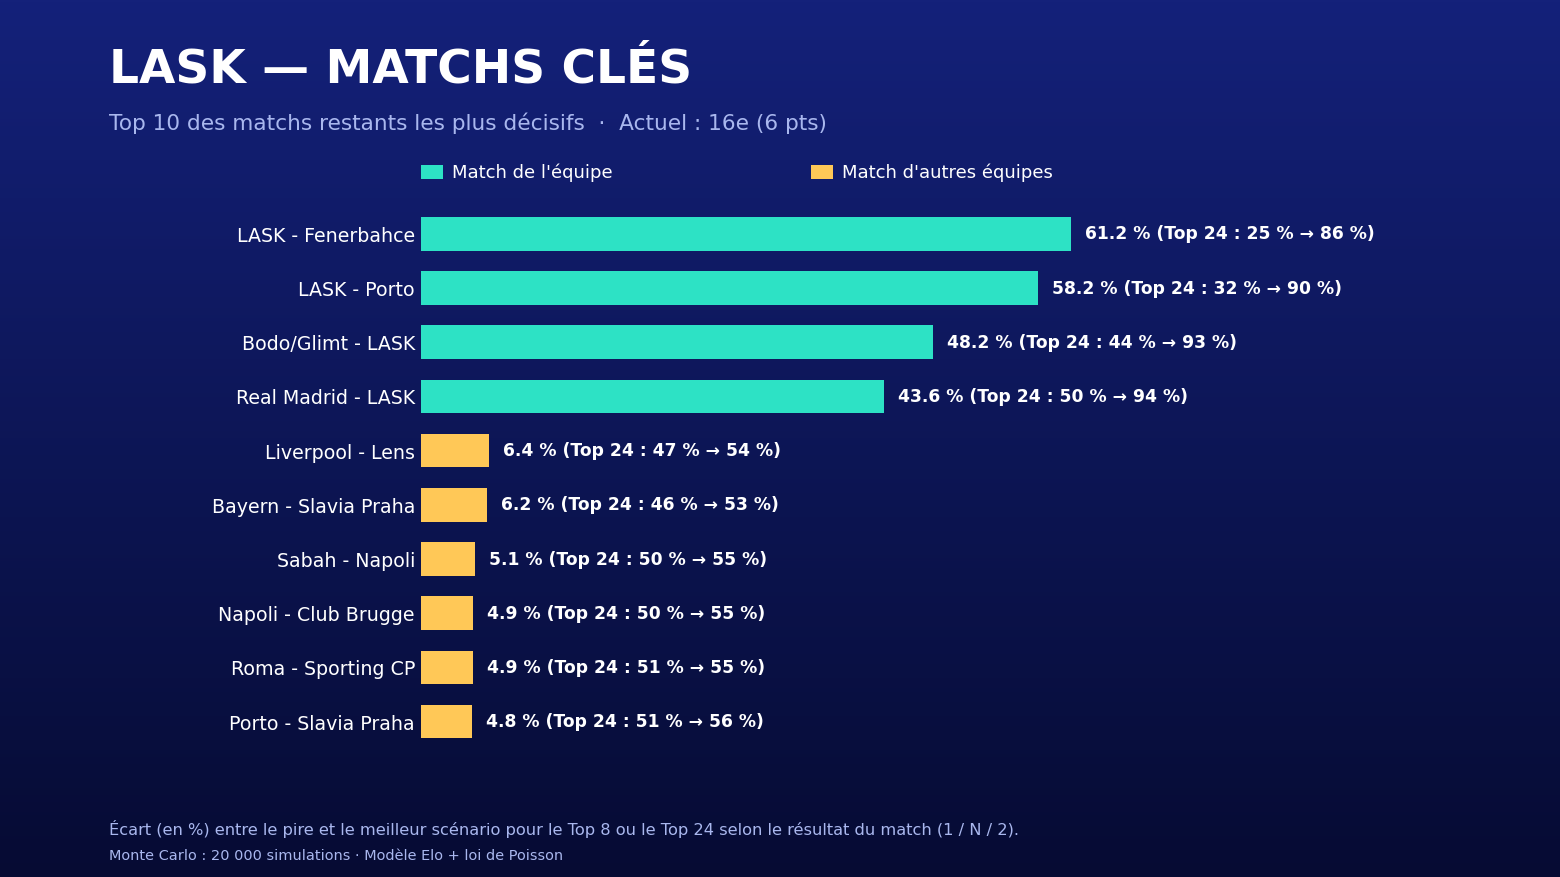 LASK — MATCHS CLÉS
Top 10 des matchs restants les plus décisifs · Actuel : 16e (6 pts)
Match de l'équipe
Match d'autres équipes
LASK - Fenerbahce 61.2 % (Top 24 : 25 % → 86 %)
LASK - Porto 58.2 % (Top 24 : 32 % → 90 %)
Bodo/Glimt - LASK 48.2 % (Top 24 : 44 % → 93 %)
Real Madrid - LASK 43.6 % (Top 24 : 50 % → 94 %)
Liverpool - Lens 6.4 % (Top 24 : 47 % → 54 %)
Bayern - Slavia Praha 6.2 % (Top 24 : 46 % → 53 %)
Sabah - Napoli 5.1 % (Top 24 : 50 % → 55 %)
Napoli - Club Brugge 4.9 % (Top 24 : 50 % → 55 %)
Roma - Sporting CP 4.9 % (Top 24 : 51 % → 55 %)
Porto - Slavia Praha 4.8 % (Top 24 : 51 % → 56 %)
Écart (en %) entre le pire et le meilleur scénario pour le Top 8 ou le Top 24 selon le résultat du match (1 / N / 2).
Monte Carlo : 20 000 simulations · Modèle Elo + loi de Poisson